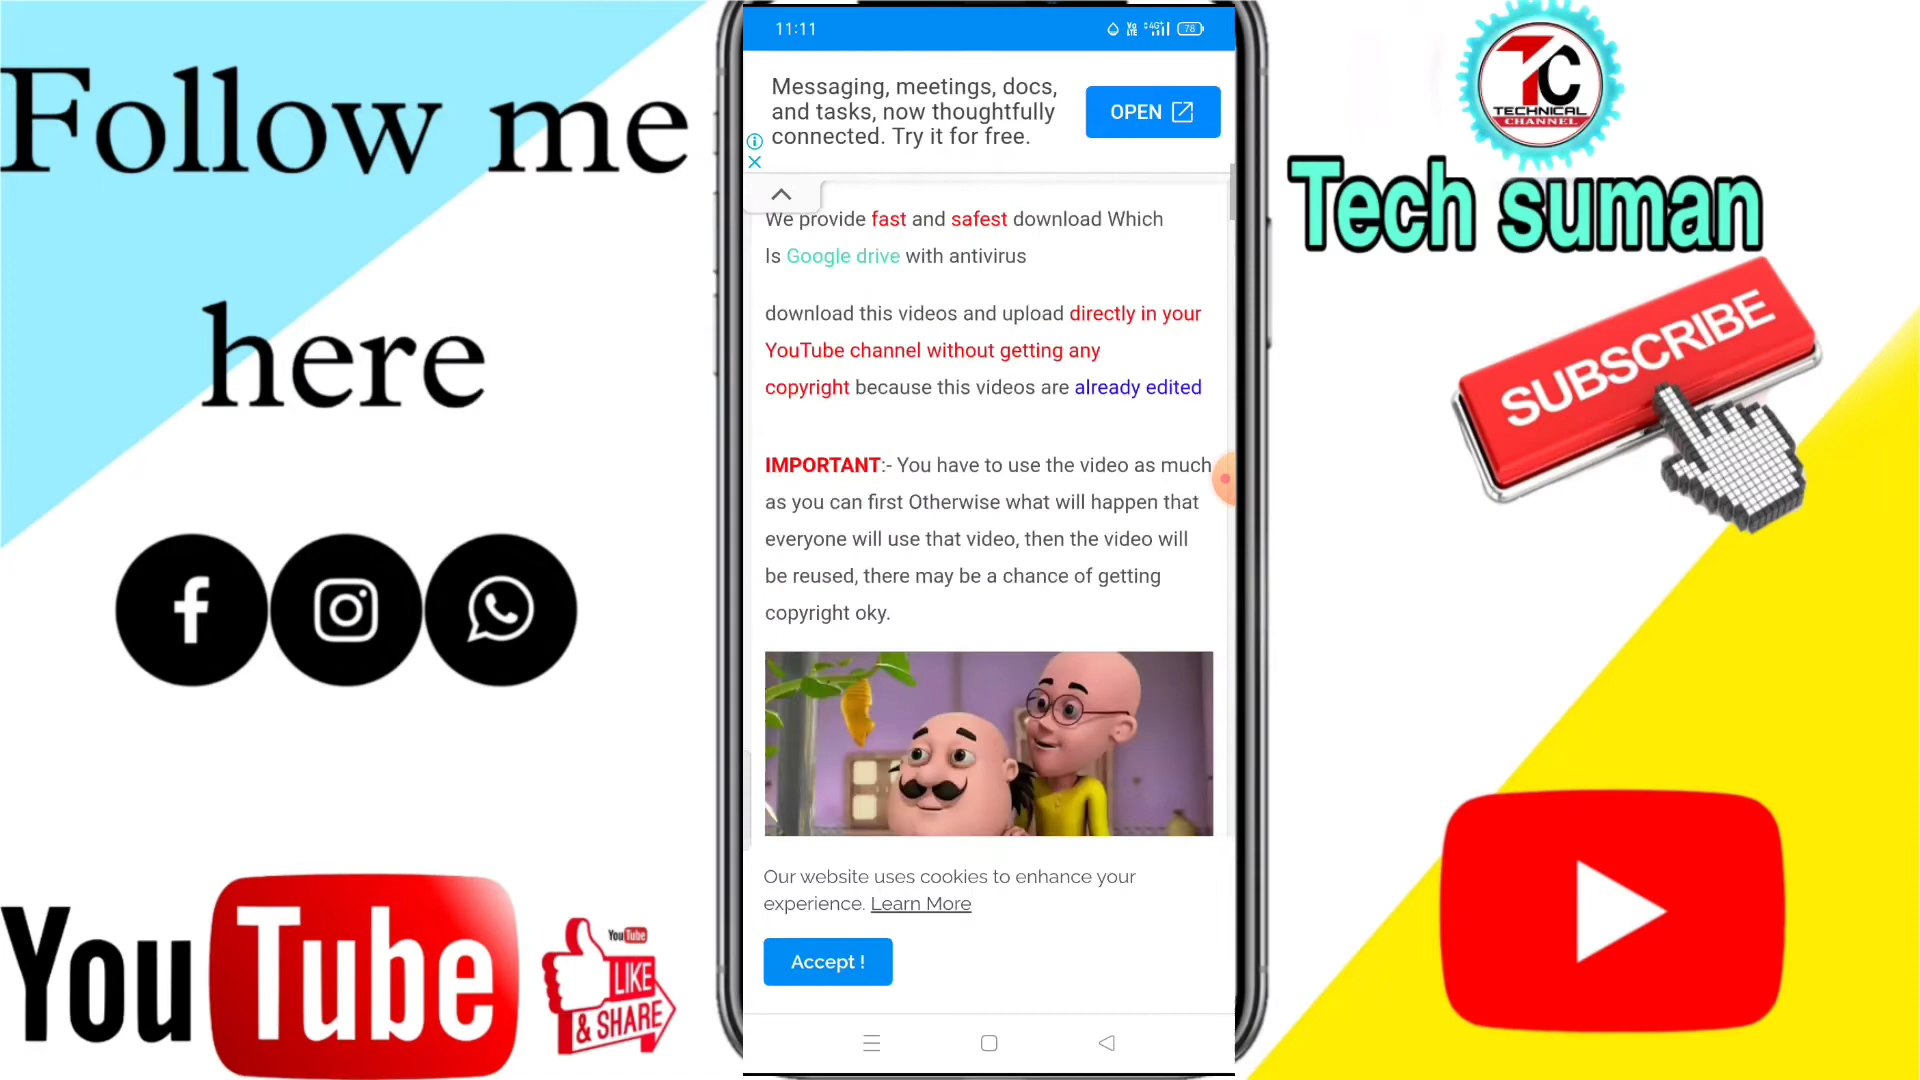 Follow me
here
YouTube
YouTube
LIKE
& SHARE
11:11
Vo
LTE
4G+
78
Messaging, meetings, docs,
and tasks, now thoughtfully
connected. Try it for free.
OPEN
We provide fast and safest download Which
Is Google drive with antivirus
download this videos and upload directly in your
YouTube channel without getting any
copyright because this videos are already edited
IMPORTANT:- You have to use the video as much
as you can first Otherwise what will happen that
everyone will use that video, then the video will
be reused, there may be a chance of getting
copyright oky.
Our website uses cookies to enhance your
experience. Learn More
Accept !
TC
TECHNICAL
CHANNEL
Tech suman
SUBSCRIBE